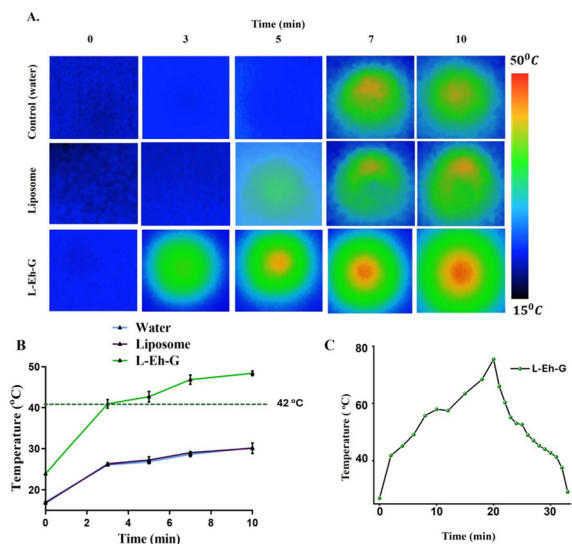 A.
Time (min)
0 3 5 7 10
Control (water)
Liposome
L-Eh-G
50⁰C
15⁰C
B
Water
Liposome
L-Eh-G
Temperature (°C)
50
40
30
20
42 °C
0 2 4 6 8 10
Time (min)
C
L-Eh-G
Temperature (°C)
80
60
40
0 10 20 30
Time (min)